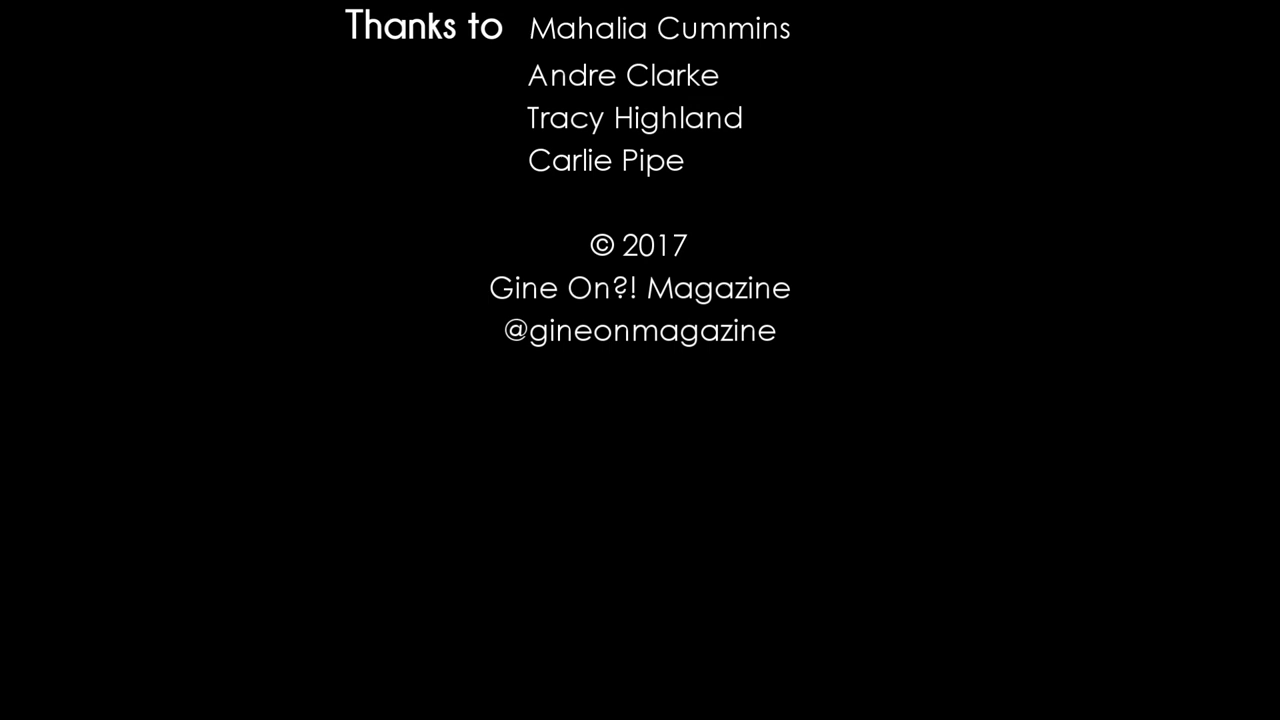 Thanks to Mahalia Cummins
Andre Clarke
Tracy Highland
Carlie Pipe
© 2017
Gine On?! Magazine
@gineonmagazine